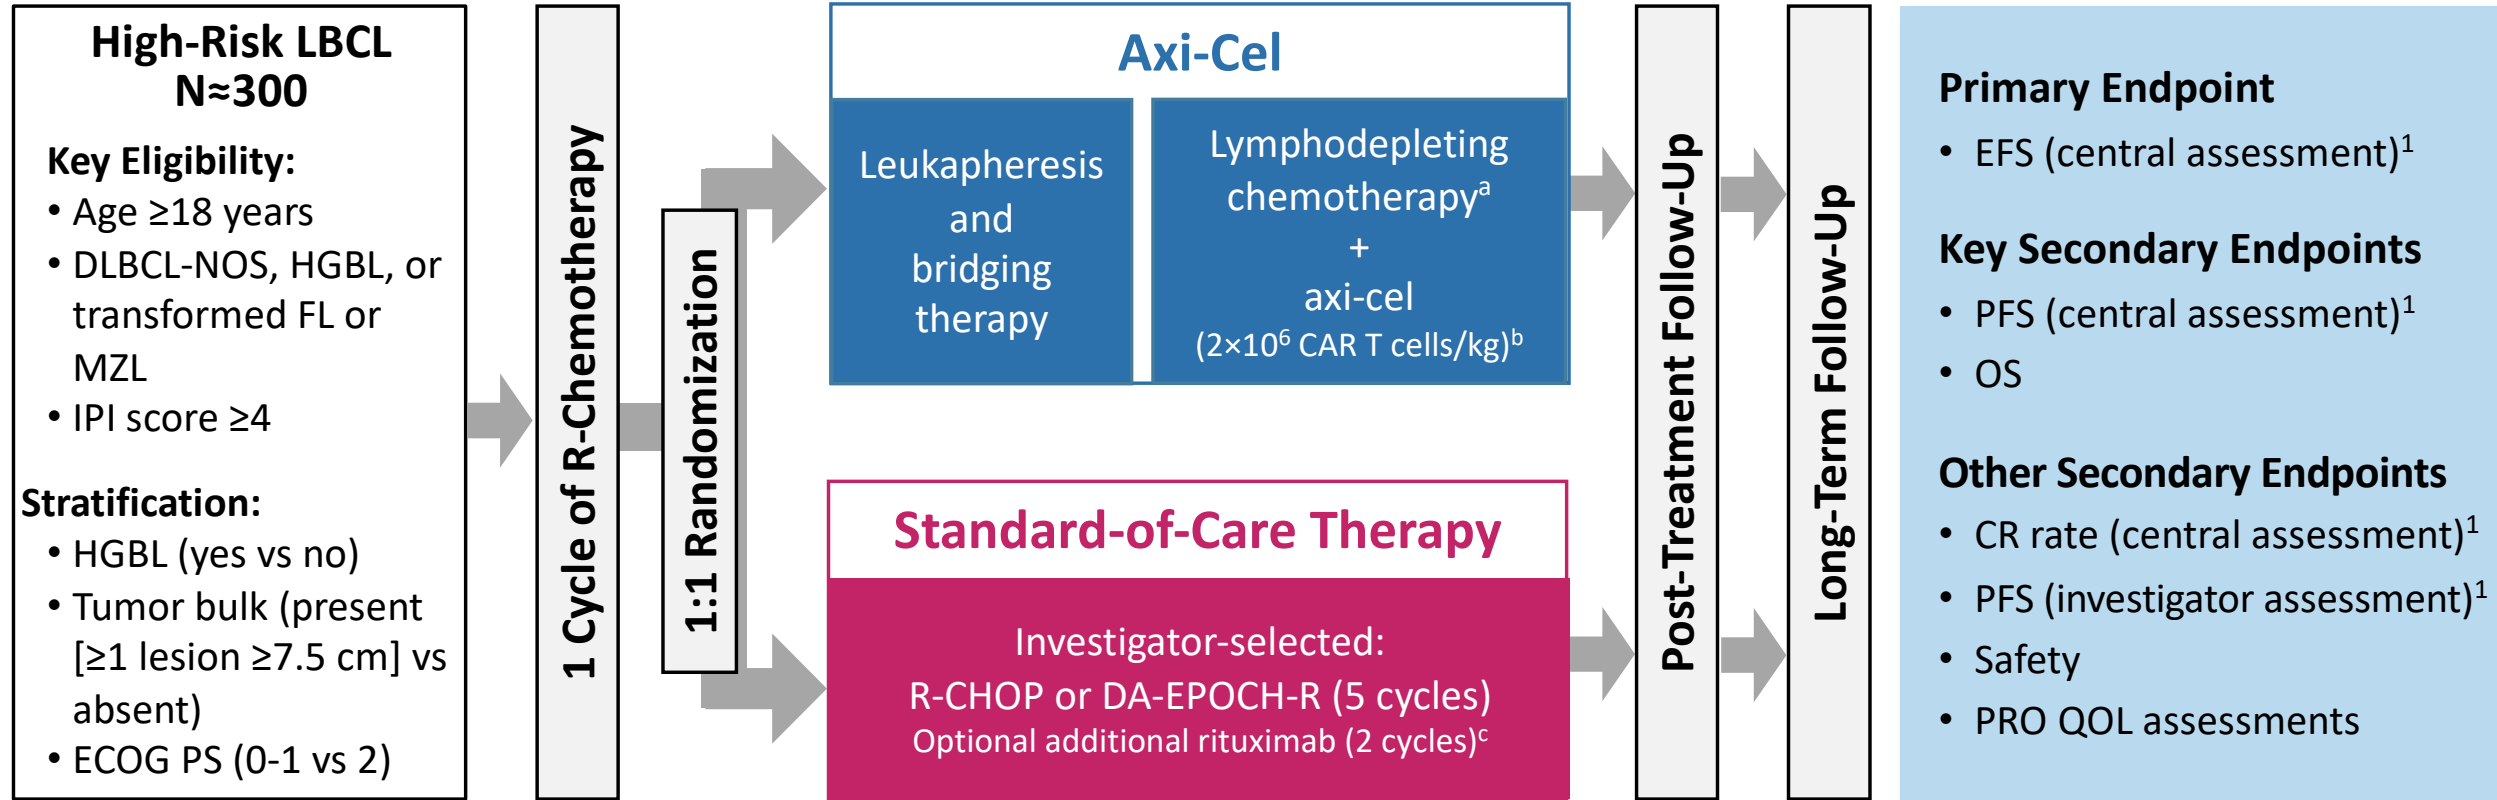 High-Risk LBCL
N≈300
Key Eligibility:
• Age ≥18 years
• DLBCL-NOS, HGBL, or
transformed FL or
MZL
• IPI score ≥4
Stratification:
• HGBL (yes vs no)
• Tumor bulk (present
[≥1 lesion ≥7.5 cm] vs
absent)
• ECOG PS (0-1 vs 2)
1 Cycle of R-Chemotherapy
1:1 Randomization
Axi-Cel
Leukapheresis
and
bridging
therapy
Lymphodepleting
chemotherapyᵃ
+
axi-cel
(2×10⁶ CAR T cells/kg)ᵇ
Standard-of-Care Therapy
Investigator-selected:
R-CHOP or DA-EPOCH-R (5 cycles)
Optional additional rituximab (2 cycles)ᶜ
Post-Treatment Follow-Up
Long-Term Follow-Up
Primary Endpoint
• EFS (central assessment)¹
Key Secondary Endpoints
• PFS (central assessment)¹
• OS
Other Secondary Endpoints
• CR rate (central assessment)¹
• PFS (investigator assessment)¹
• Safety
• PRO QOL assessments